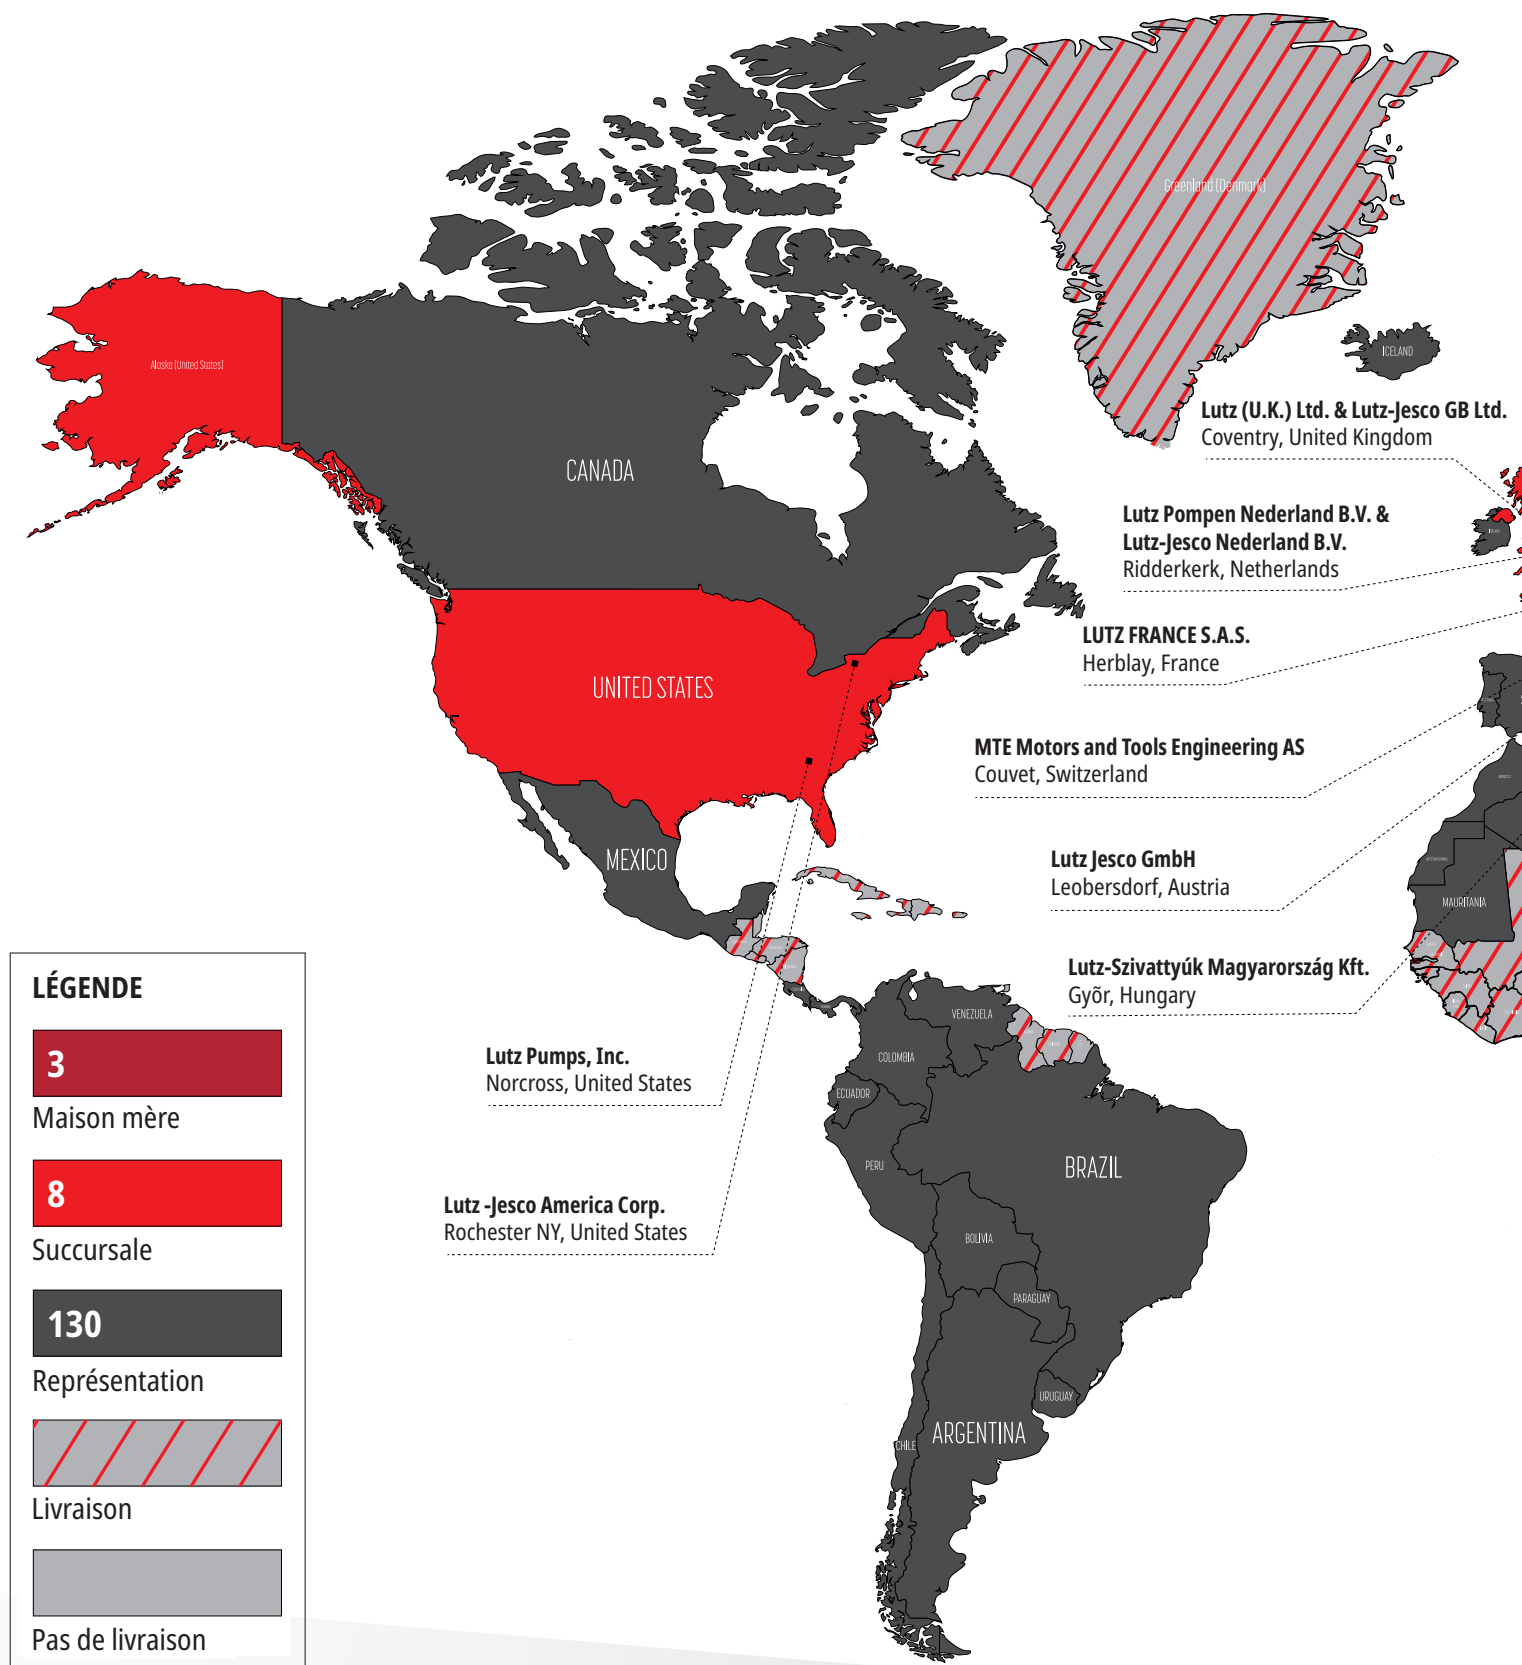 Greenland (Denmark)
ICELAND
Alaska (United States)
CANADA
UNITED STATES
MEXICO
Lutz (U.K.) Ltd. & Lutz-Jesco GB Ltd.
Coventry, United Kingdom
Lutz Pompen Nederland B.V. &
Lutz-Jesco Nederland B.V.
Ridderkerk, Netherlands
LUTZ FRANCE S.A.S.
Herblay, France
MTE Motors and Tools Engineering AS
Couvet, Switzerland
Lutz Jesco GmbH
Leobersdorf, Austria
MAURITANIA
Lutz-Szivattyúk Magyarország Kft.
Győr, Hungary
Lutz Pumps, Inc.
Norcross, United States
Lutz -Jesco America Corp.
Rochester NY, United States
VENEZUELA
COLOMBIA
ECUADOR
PERU
BRAZIL
BOLIVIA
PARAGUAY
URUGUAY
ARGENTINA
CHILE
LÉGENDE
3
Maison mère
8
Succursale
130
Représentation
Livraison
Pas de livraison